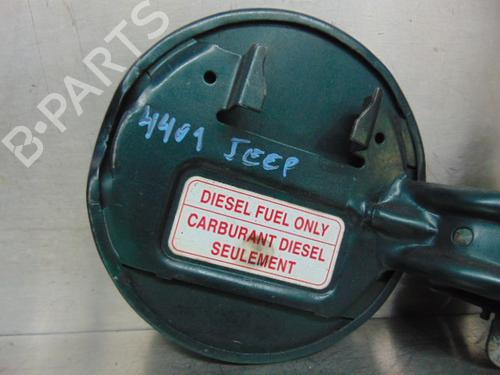 B-PARTS
4401 JEEP
DIESEL FUEL ONLY
CARBURANT DIESEL
SEULEMENT